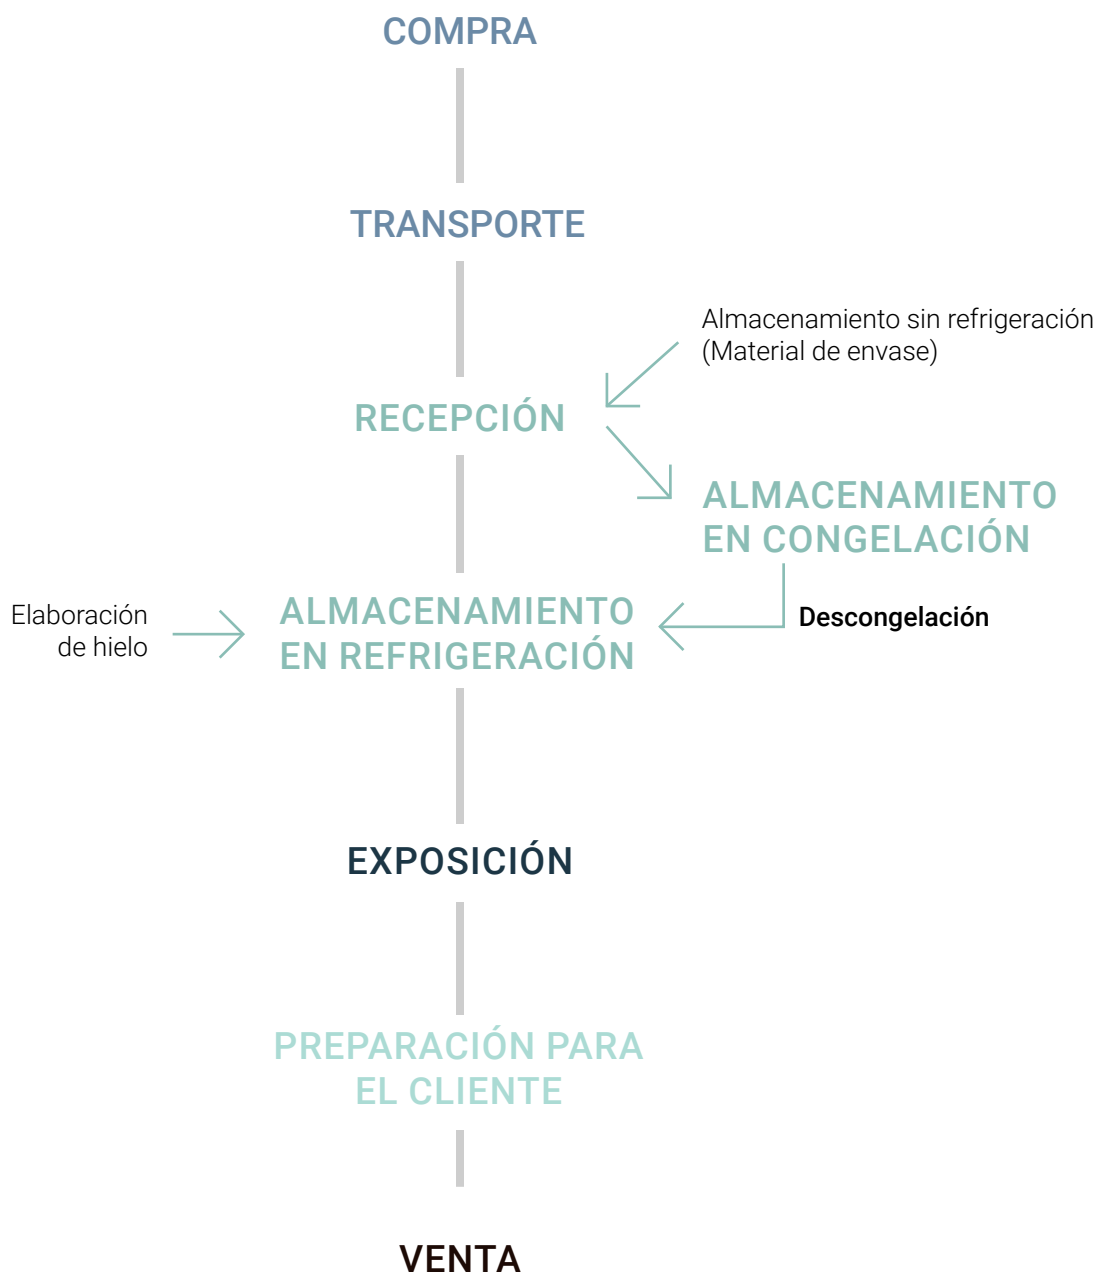 COMPRA
TRANSPORTE
Almacenamiento sin refrigeración
(Material de envase)
RECEPCIÓN
ALMACENAMIENTO
EN CONGELACIÓN
Elaboración
de hielo
ALMACENAMIENTO
EN REFRIGERACIÓN
Descongelación
EXPOSICIÓN
PREPARACIÓN PARA
EL CLIENTE
VENTA